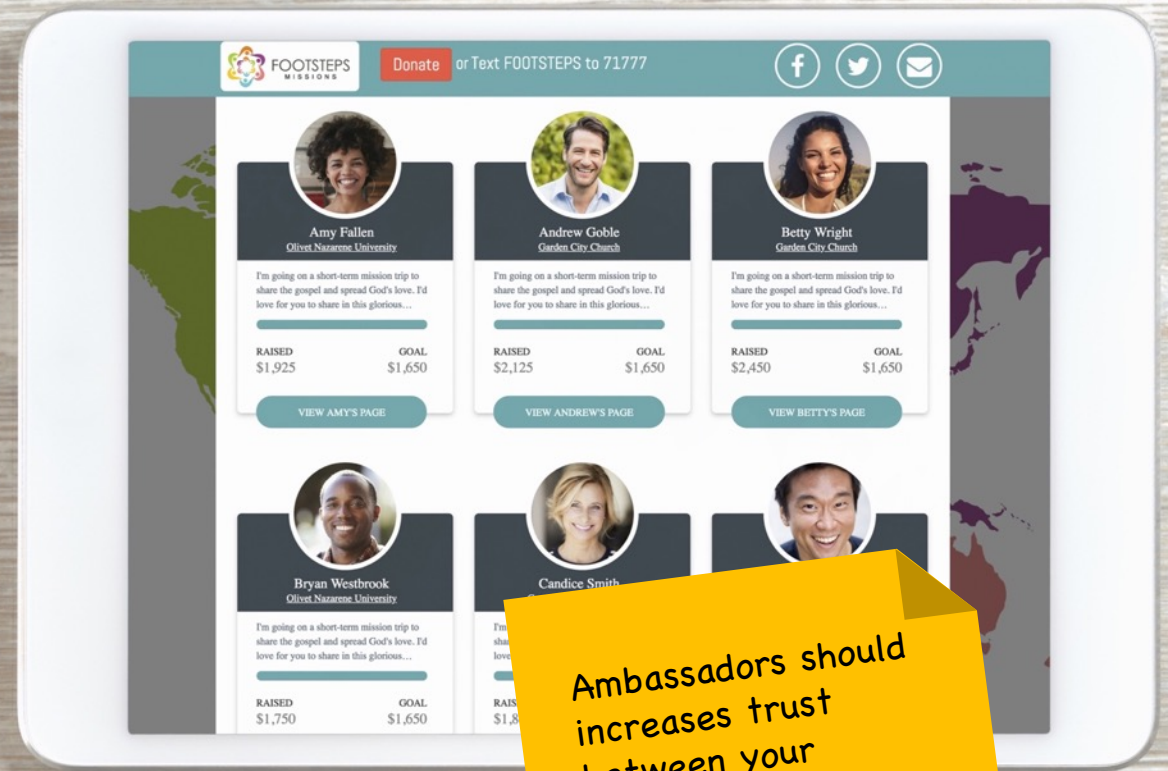 FOOTSTEPS
MISSIONS
Donate or Text FOOTSTEPS to 71777
Amy Fallen
Olivet Nazarene University
I'm going on a short-term mission trip to
share the gospel and spread God's love. I'd
love for you to share in this glorious…
RAISED GOAL
$1,925 $1,650
VIEW AMY'S PAGE
Andrew Goble
Garden City Church
I'm going on a short-term mission trip to
share the gospel and spread God's love. I'd
love for you to share in this glorious…
RAISED GOAL
$2,125 $1,650
VIEW ANDREW'S PAGE
Betty Wright
Garden City Church
I'm going on a short-term mission trip to
share the gospel and spread God's love. I'd
love for you to share in this glorious…
RAISED GOAL
$2,450 $1,650
VIEW BETTY'S PAGE
Bryan Westbrook
Olivet Nazarene University
I'm going on a short-term mission trip to
share the gospel and spread God's love. I'd
love for you to share in this glorious…
RAISED GOAL
$1,750 $1,650
Candice Smith
Ambassadors should
increases trust
between your